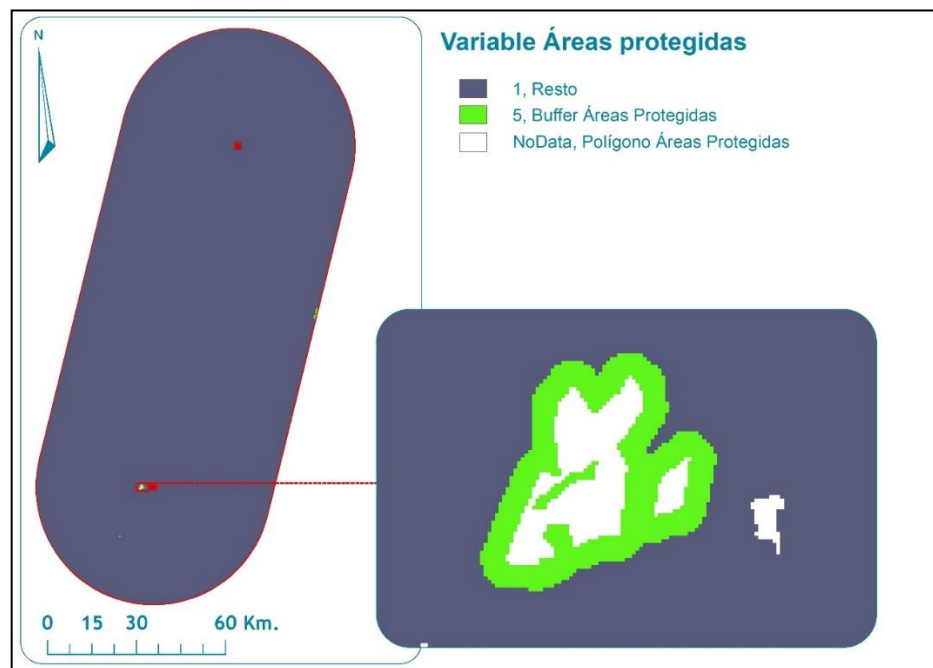 N
Variable Áreas protegidas
1, Resto
5, Buffer Áreas Protegidas
NoData, Polígono Áreas Protegidas
0 15 30 60 Km.